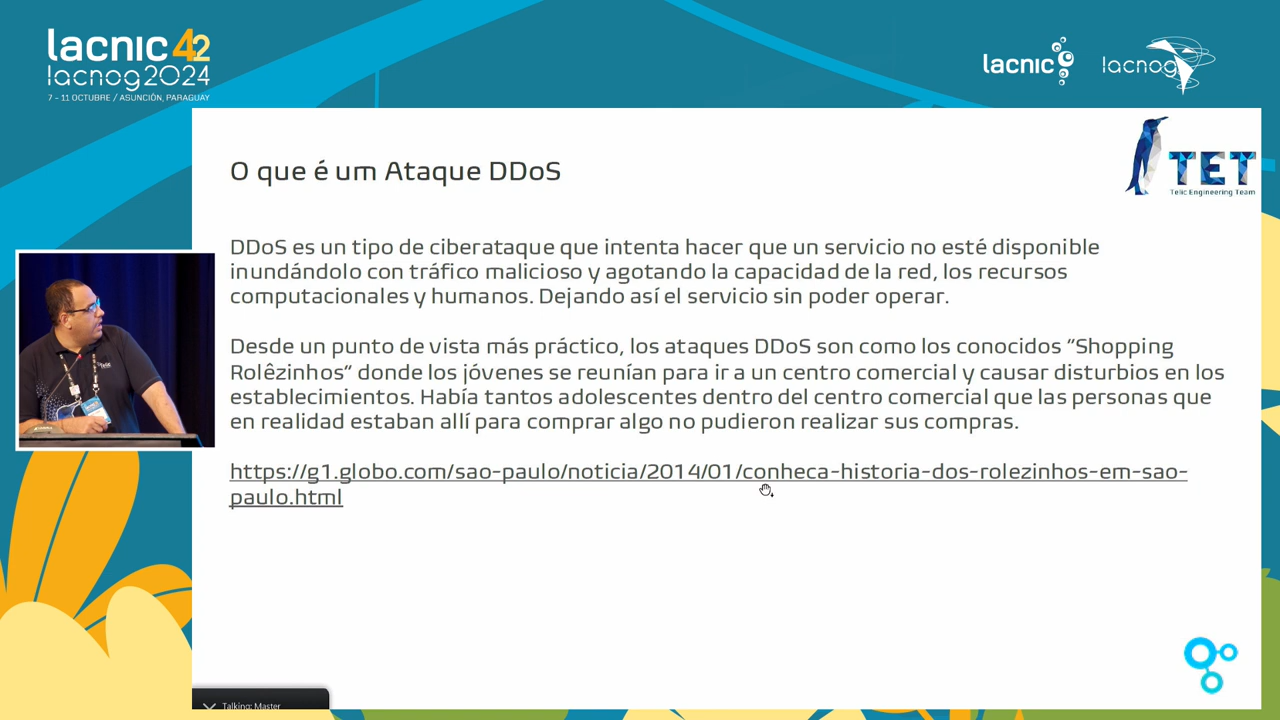 lacnic 42
lacnog2024
7 - 11 OCTUBRE / ASUNCIÓN, PARAGUAY
lacnic
lacnog
TET
Telic Engineering Team
O que é um Ataque DDoS
DDoS es un tipo de ciberataque que intenta hacer que un servicio no esté disponible
inundándolo con tráfico malicioso y agotando la capacidad de la red, los recursos
computacionales y humanos. Dejando así el servicio sin poder operar.
Desde un punto de vista más práctico, los ataques DDoS son como los conocidos “Shopping
Rolêzinhos” donde los jóvenes se reunían para ir a un centro comercial y causar disturbios en los
establecimientos. Había tantos adolescentes dentro del centro comercial que las personas que
en realidad estaban allí para comprar algo no pudieron realizar sus compras.
https://g1.globo.com/sao-paulo/noticia/2014/01/conheca-historia-dos-rolezinhos-em-sao-
paulo.html
Talking: Master